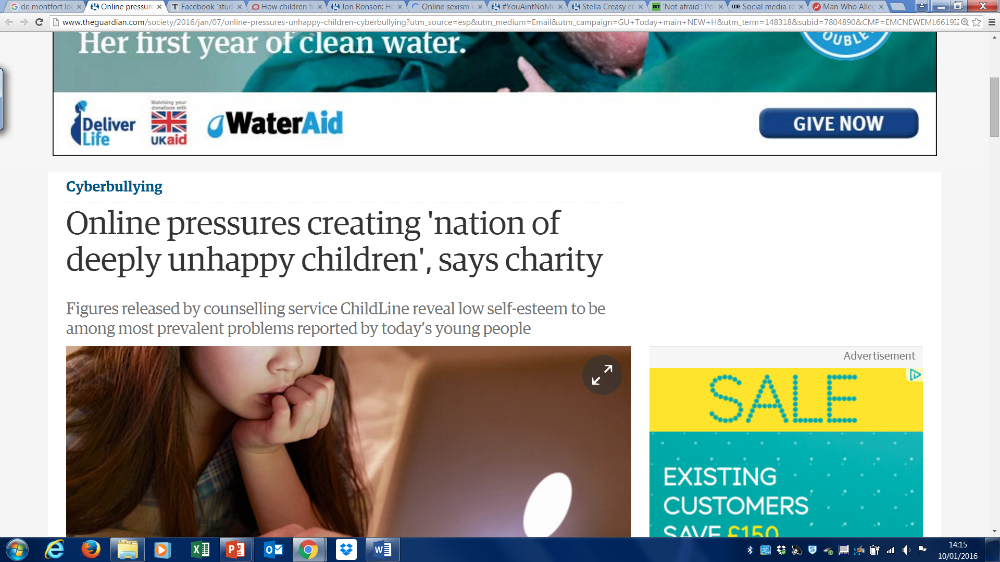 de montfort lo
Online pressure
Facebook 'stud
How children f
Jon Ronson: Ho
Online sexism i
#YouAintNoMu
Stella Creasy cr
RT 'Not afraid': Po
BBC Social media re
Man Who Alleg
www.theguardian.com/society/2016/jan/07/online-pressures-unhappy-children-cyberbullying?utm_source=esp&utm_medium=Email&utm_campaign=GU+Today+main+NEW+H&utm_term=148318&subid=7804890&CMP=EMCNEWEML6619I2
Her first year of clean water.
OUBLE
Deliver
Life
Matching your
donations with
UKaid
WaterAid
GIVE NOW
Cyberbullying
Online pressures creating 'nation of
deeply unhappy children', says charity
Figures released by counselling service ChildLine reveal low self-esteem to be
among most prevalent problems reported by today's young people
Advertisement
SALE
EXISTING
CUSTOMERS
SAVE £150
14:15
10/01/2016